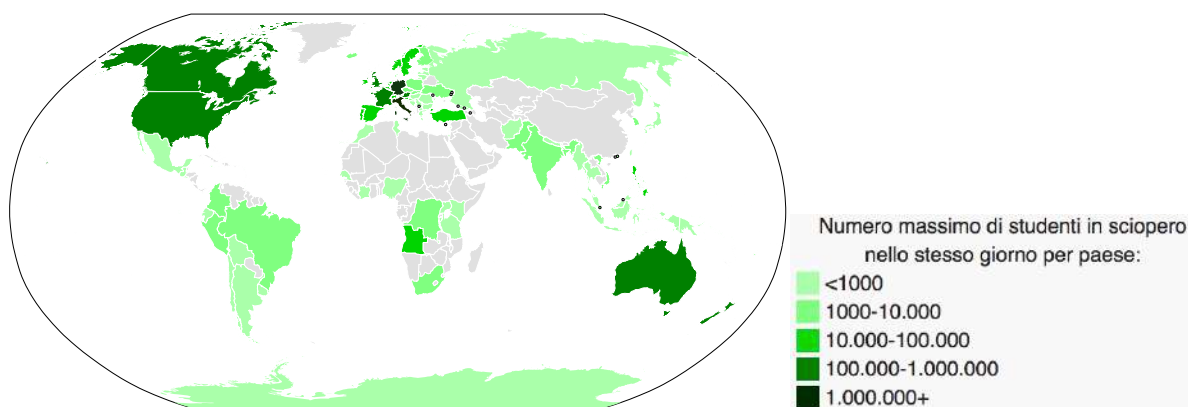 Numero massimo di studenti in sciopero
nello stesso giorno per paese:
<1000
1000-10.000
10.000-100.000
100.000-1.000.000
1.000.000+